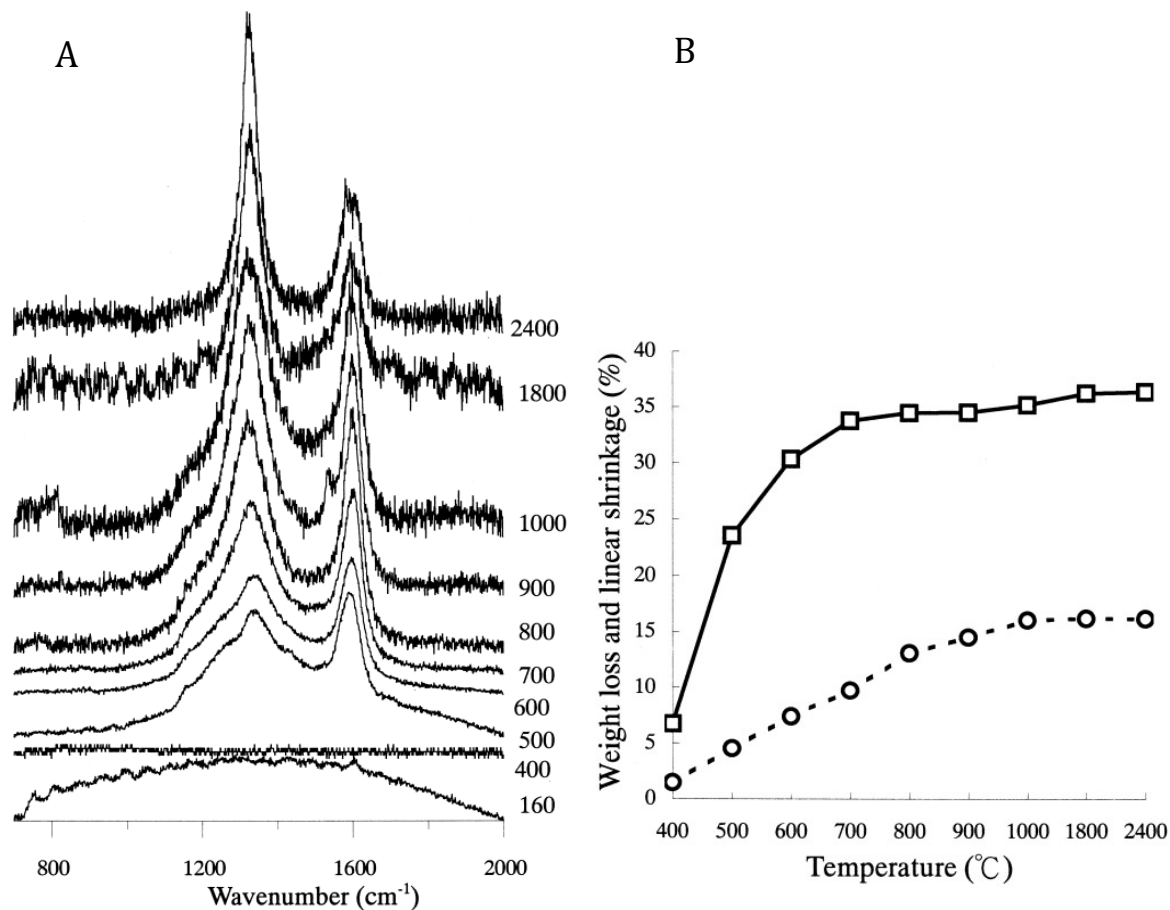 A
2400
1800
1000
900
800
700
600
500
400
160
800 1200 1600 2000
Wavenumber (cm⁻¹)
B
Weight loss and linear shrinkage (%)
40
35
30
25
20
15
10
5
0
400 500 600 700 800 900 1000 1800 2400
Temperature (℃)